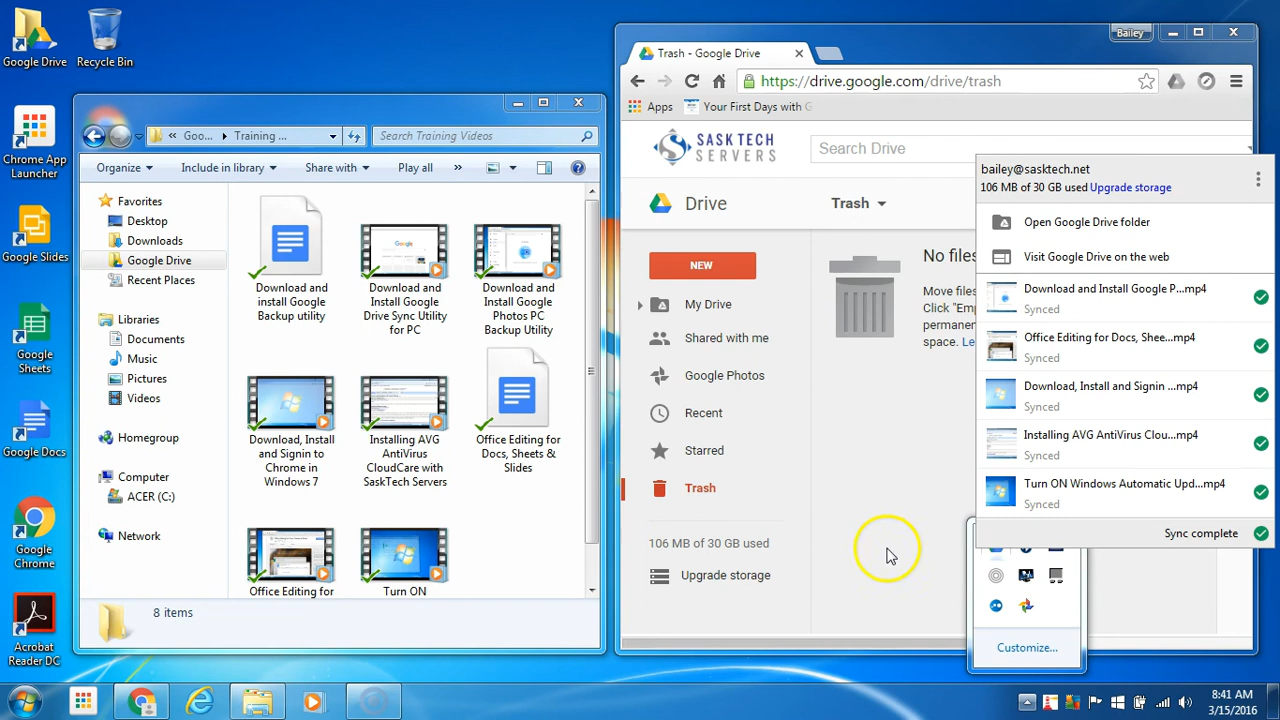 Google Drive
Recycle Bin
Chrome App
Launcher
Google Slides
Google
Sheets
Google Docs
Google
Chrome
Acrobat
Reader DC
Goo...
Training ...
Search Training Videos
Organize
Include in library
Share with
Play all
»
Favorites
Desktop
Downloads
Google Drive
Recent Places
Libraries
Documents
Music
Pictures
Videos
Homegroup
Computer
ACER (C:)
Network
Download and
install Google
Backup utility
Download and
Install Google
Drive Sync Utility
for PC
Download and
Install Google
Photos PC
Backup Utility
Download, Install
and Signin to
Chrome in
Windows 7
Installing AVG
AntiVirus
CloudCare with
SaskTech Servers
Office Editing for
Docs, Sheets &
Slides
Office Editing for
Turn ON
8 items
Bailey
Trash - Google Drive
https://drive.google.com/drive/trash
Apps
Your First Days with G
SASK TECH
SERVERS
Search Drive
Drive
Trash
NEW
My Drive
Shared with me
Google Photos
Recent
Starred
Trash
106 MB of 30 GB used
Upgrade storage
No files
Move files
Click "Em
permanen
space. Le
bailey@sasktech.net
106 MB of 30 GB used Upgrade storage
Open Google Drive folder
Visit Google Drive on the web
Download and Install Google P...mp4
Synced
Office Editing for Docs, Shee...mp4
Synced
Download, Install and Signin ...mp4
Synced
Installing AVG AntiVirus Clou...mp4
Synced
Turn ON Windows Automatic Upd...mp4
Synced
Sync complete
Customize...
8:41 AM
3/15/2016